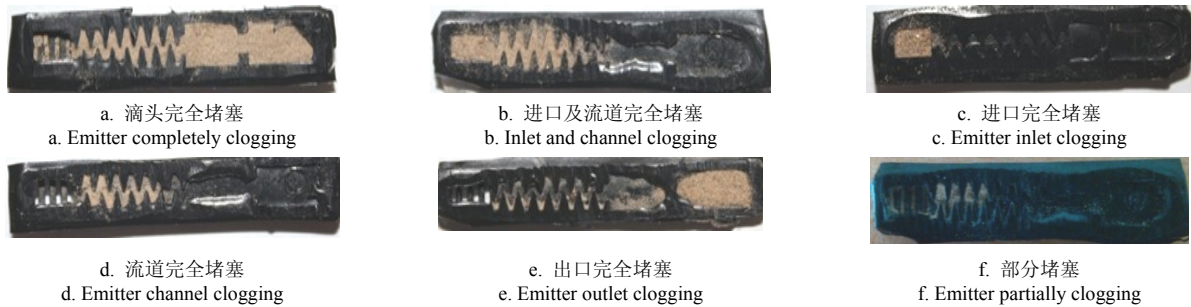 a. 滴头完全堵塞
a. Emitter completely clogging
b. 进口及流道完全堵塞
b. Inlet and channel clogging
c. 进口完全堵塞
c. Emitter inlet clogging
d. 流道完全堵塞
d. Emitter channel clogging
e. 出口完全堵塞
e. Emitter outlet clogging
f. 部分堵塞
f. Emitter partially clogging